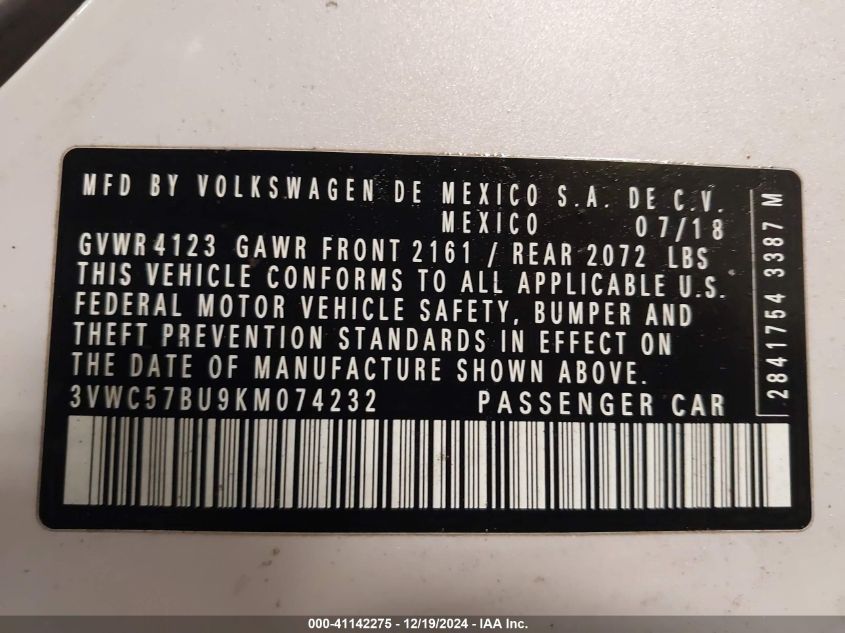 MFD BY VOLKSWAGEN DE MEXICO S.A. DE C.V.
MEXICO 07/18
GVWR 4123 GAWR FRONT 2161 / REAR 2072 LBS
THIS VEHICLE CONFORMS TO ALL APPLICABLE U.S.
FEDERAL MOTOR VEHICLE SAFETY, BUMPER AND
THEFT PREVENTION STANDARDS IN EFFECT ON
THE DATE OF MANUFACTURE SHOWN ABOVE.
3VWC57BU9KM074232 PASSENGER CAR
2841754 3387 M
000-41142275 - 12/19/2024 - IAA Inc.